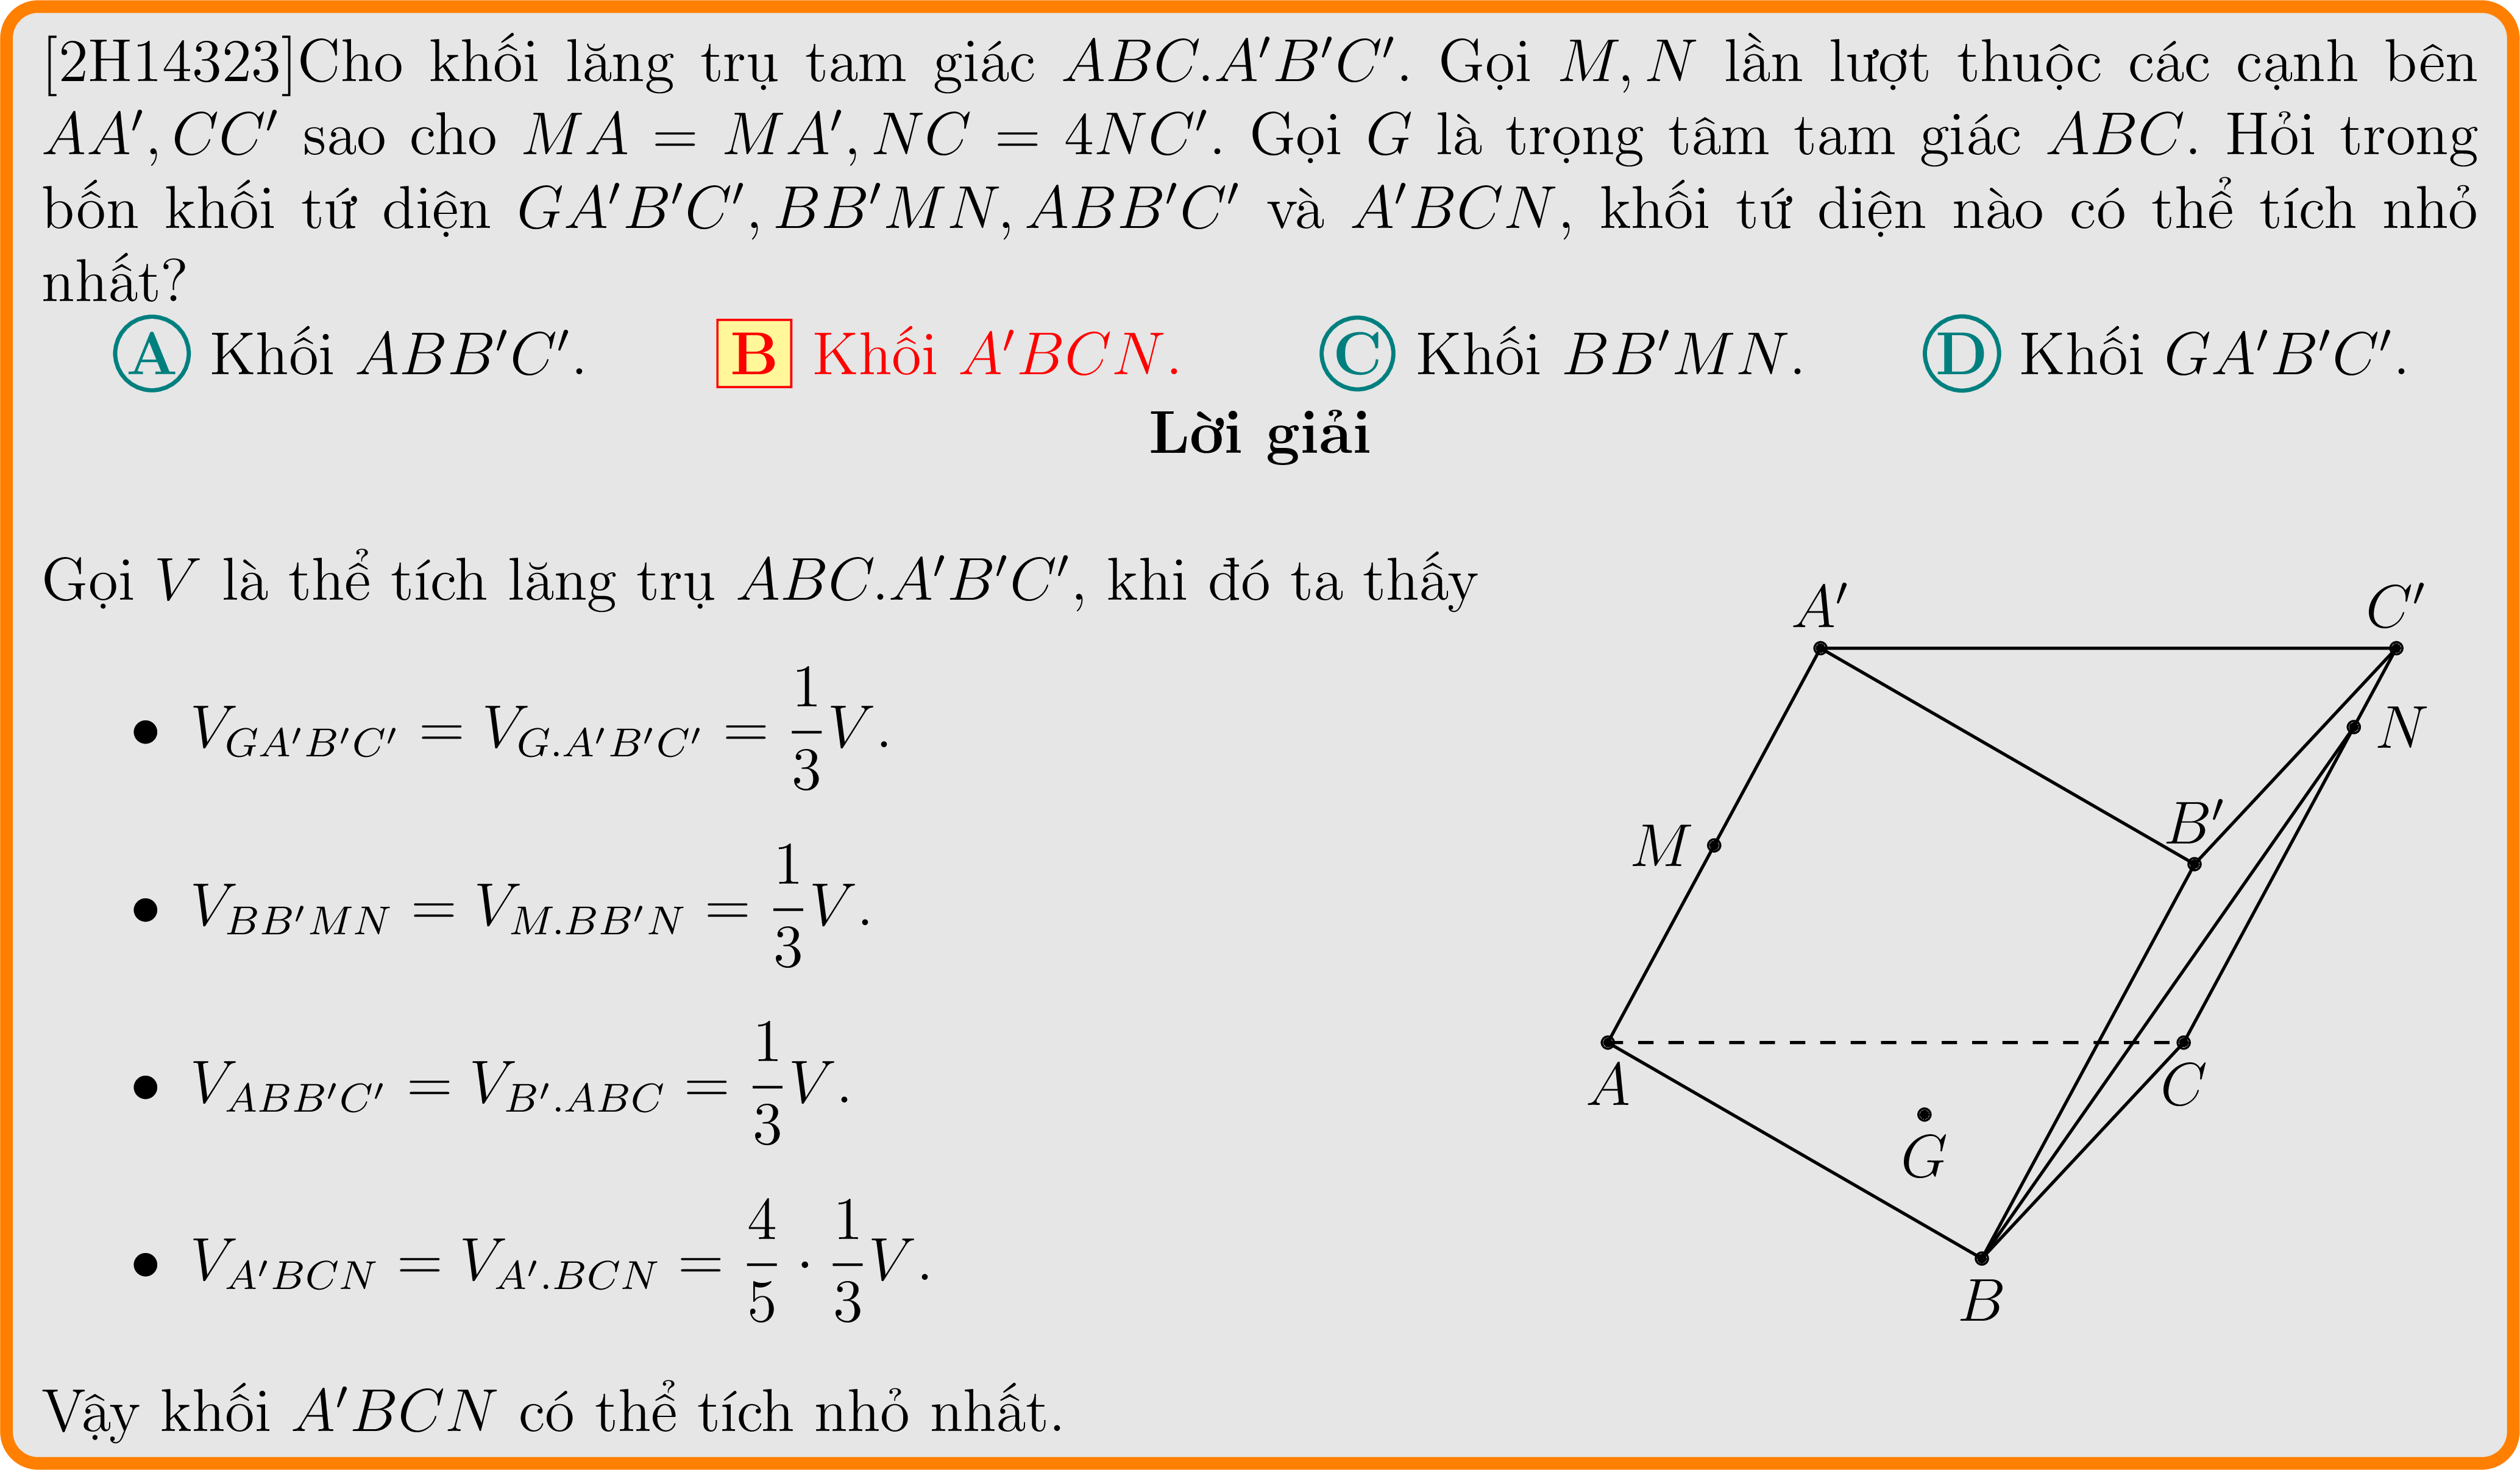 [2H14323]Cho khối lăng trụ tam giác ABC.A′B′C′. Gọi M, N lần lượt thuộc các cạnh bên
AA′, CC′ sao cho MA = MA′, NC = 4NC′. Gọi G là trọng tâm tam giác ABC. Hỏi trong
bốn khối tứ diện GA′B′C′, BB′MN, ABB′C′ và A′BCN, khối tứ diện nào có thể tích nhỏ
nhất?
A Khối ABB′C′. B Khối A′BCN. C Khối BB′MN. D Khối GA′B′C′.
Lời giải
Gọi V là thể tích lăng trụ ABC.A′B′C′, khi đó ta thấy
• V_{GA′B′C′} = V_{G.A′B′C′} = \frac{1}{3}V.
• V_{BB′MN} = V_{M.BB′N} = \frac{1}{3}V.
• V_{ABB′C′} = V_{B′.ABC} = \frac{1}{3}V.
• V_{A′BCN} = V_{A′.BCN} = \frac{4}{5} · \frac{1}{3}V.
Vậy khối A′BCN có thể tích nhỏ nhất.
A′
C′
N
B′
M
A
C
G
B